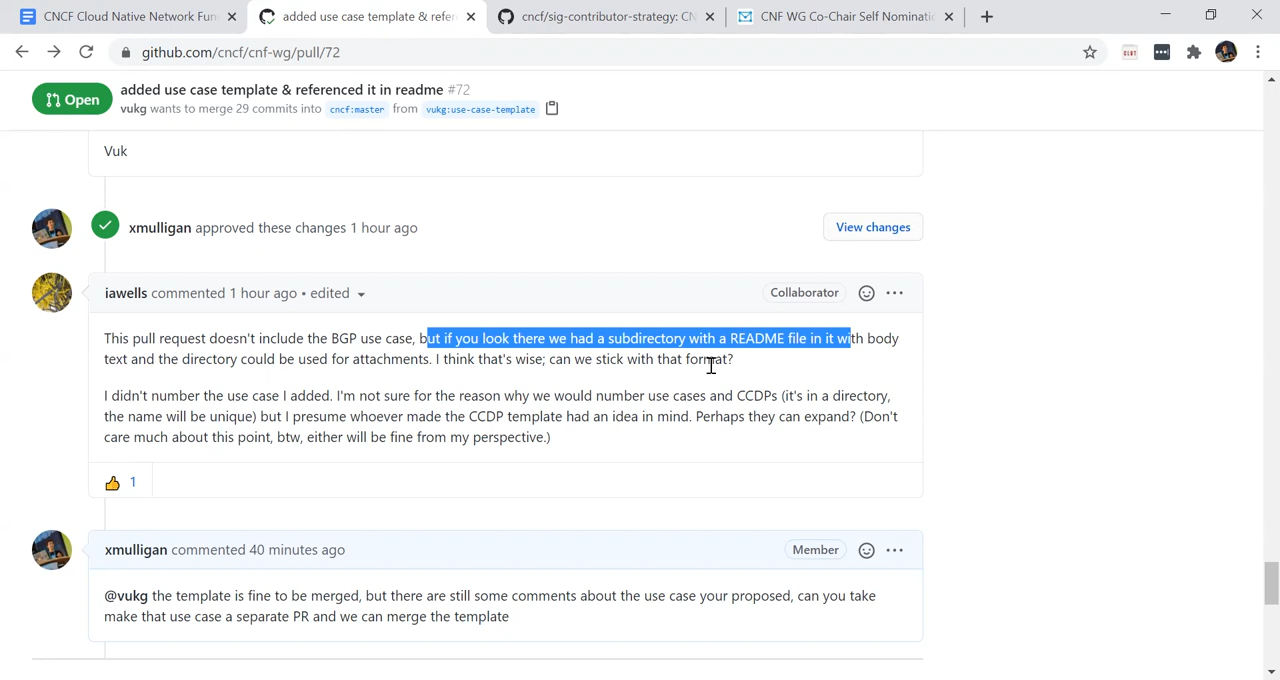 CNCF Cloud Native Network Fun
added use case template & refer
cncf/sig-contributor-strategy: CN
CNF WG Co-Chair Self Nominatio
github.com/cncf/cnf-wg/pull/72
Open
added use case template & referenced it in readme #72
vukg wants to merge 29 commits into cncf:master from vukg:use-case-template
Vuk
xmulligan approved these changes 1 hour ago
View changes
iawells commented 1 hour ago • edited
Collaborator
This pull request doesn't include the BGP use case, but if you look there we had a subdirectory with a README file in it with body
text and the directory could be used for attachments. I think that's wise; can we stick with that format?
I didn't number the use case I added. I'm not sure for the reason why we would number use cases and CCDPs (it's in a directory,
the name will be unique) but I presume whoever made the CCDP template had an idea in mind. Perhaps they can expand? (Don't
care much about this point, btw, either will be fine from my perspective.)
1
xmulligan commented 40 minutes ago
Member
@vukg the template is fine to be merged, but there are still some comments about the use case your proposed, can you take
make that use case a separate PR and we can merge the template